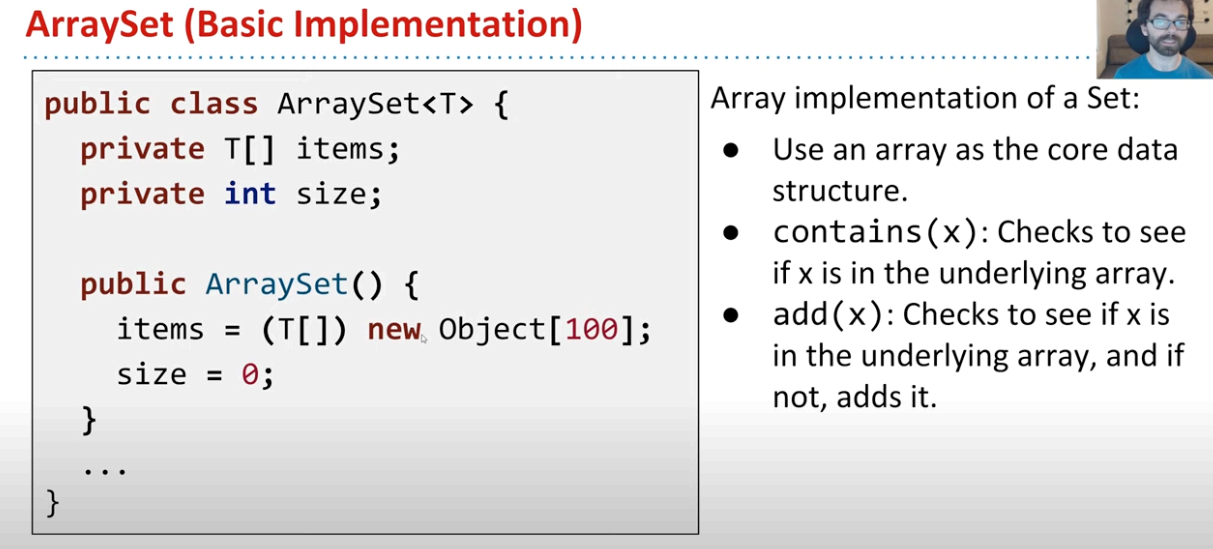 ArraySet (Basic Implementation)
public class ArraySet<T> {
private T[] items;
private int size;
public ArraySet() {
items = (T[]) new Object[100];
size = 0;
}
...
}
Array implementation of a Set:
● Use an array as the core data
structure.
● contains(x): Checks to see
if x is in the underlying array.
● add(x): Checks to see if x is
in the underlying array, and if
not, adds it.